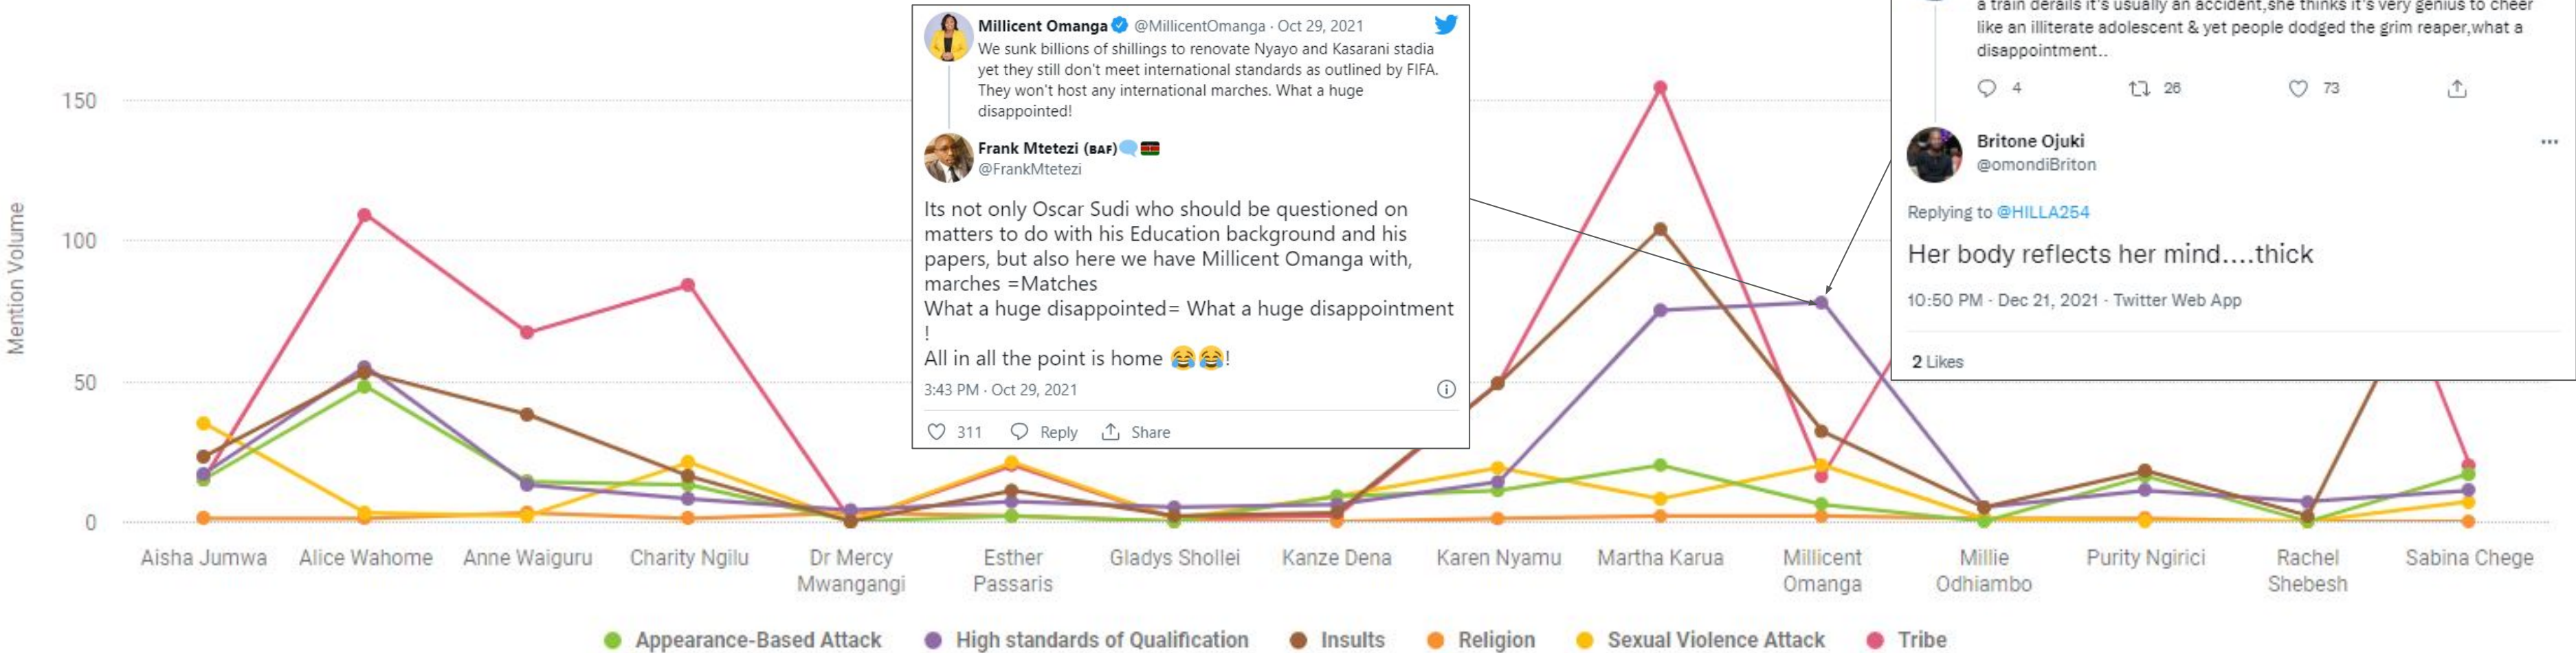 Mention Volume
150
100
50
0
Millicent Omanga @MillicentOmanga · Oct 29, 2021
We sunk billions of shillings to renovate Nyayo and Kasarani stadia
yet they still don't meet international standards as outlined by FIFA.
They won't host any international marches. What a huge
disappointed!
Frank Mtetezi (BAF)
@FrankMtetezi
Its not only Oscar Sudi who should be questioned on
matters to do with his Education background and his
papers, but also here we have Millicent Omanga with,
marches =Matches
What a huge disappointed= What a huge disappointment
!
All in all the point is home 😂😂!
3:43 PM · Oct 29, 2021
311 Reply Share
a train derails it's usually an accident,she thinks it's very genius to cheer
like an illiterate adolescent & yet people dodged the grim reaper,what a
disappointment..
4 26 73
Britone Ojuki
@omondiBriton
Replying to @HILLA254
Her body reflects her mind....thick
10:50 PM · Dec 21, 2021 · Twitter Web App
2 Likes
Aisha Jumwa
Alice Wahome
Anne Waiguru
Charity Ngilu
Dr Mercy
Mwangangi
Esther
Passaris
Gladys Shollei
Kanze Dena
Karen Nyamu
Martha Karua
Millicent
Omanga
Millie
Odhiambo
Purity Ngirici
Rachel
Shebesh
Sabina Chege
Appearance-Based Attack
High standards of Qualification
Insults
Religion
Sexual Violence Attack
Tribe